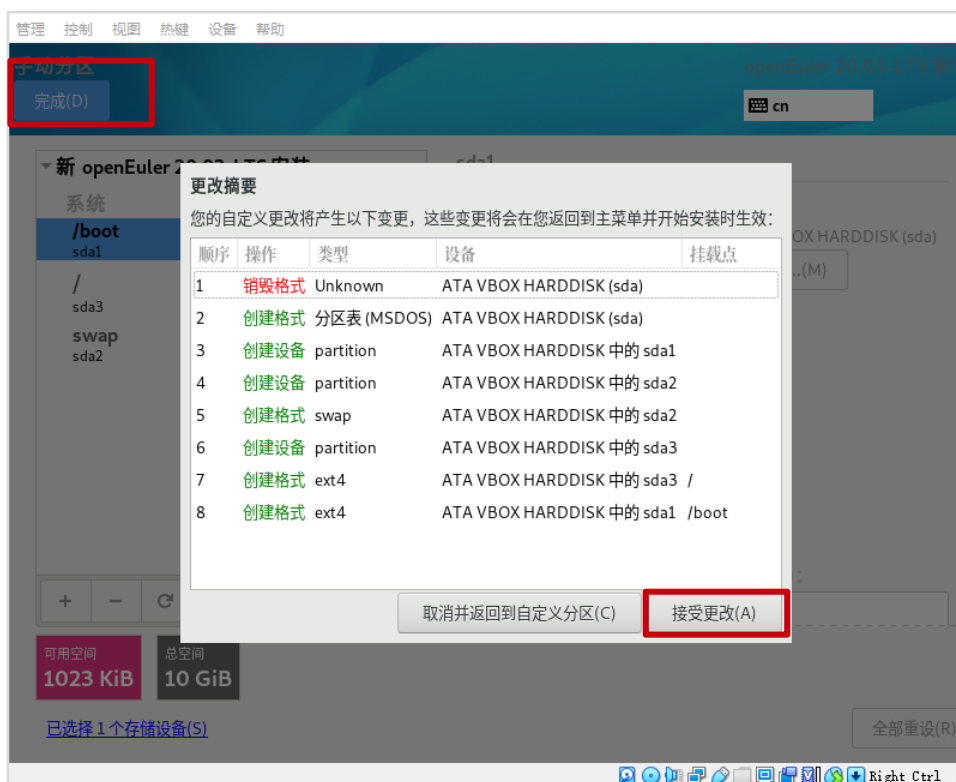 管理 控制 视图 热键 设备 帮助
手动分区
完成(D)
openEuler 20.03-LTS 安
cn
新 openEuler 20.03-LTS 安装
sda1
系统
/boot
sda1
/
sda3
swap
sda2
OX HARDDISK (sda)
..(M)
更改摘要
您的自定义更改将产生以下变更，这些变更将会在您返回到主菜单并开始安装时生效：
顺序 操作 类型 设备 挂载点
1 销毁格式 Unknown ATA VBOX HARDDISK (sda)
2 创建格式 分区表 (MSDOS) ATA VBOX HARDDISK (sda)
3 创建设备 partition ATA VBOX HARDDISK 中的 sda1
4 创建设备 partition ATA VBOX HARDDISK 中的 sda2
5 创建格式 swap ATA VBOX HARDDISK 中的 sda2
6 创建设备 partition ATA VBOX HARDDISK 中的 sda3
7 创建格式 ext4 ATA VBOX HARDDISK 中的 sda3 /
8 创建格式 ext4 ATA VBOX HARDDISK 中的 sda1 /boot
取消并返回到自定义分区(C) 接受更改(A)
可用空间
1023 KiB
总空间
10 GiB
已选择 1 个存储设备(S)
全部重设(R)
Right Ctrl